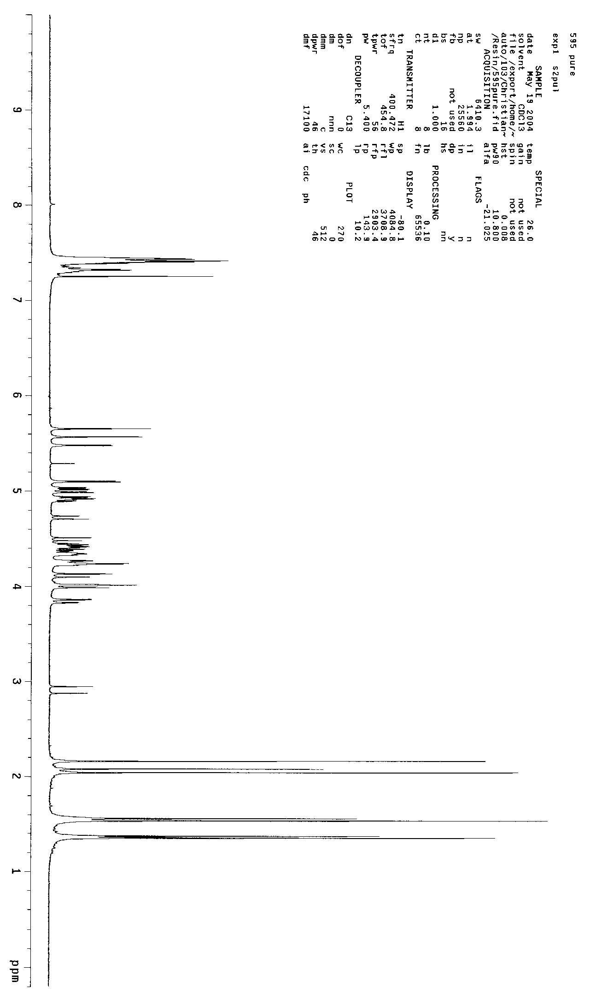 595 pure
exp1 s2pul
SAMPLE SPECIAL
date May 19 2004 temp 26.0
solvent CDCl3 gain not used
file /export/home/~ spin not used
auto/103/Christian~ hst 0.008
/Resin/595pure.fid pw90 10.800
ACQUISITION alfa -21.025
sw 6410.3 FLAGS
at 1.994 il n
np 25560 in n
fb not used dp y
bs 16 hs nn
d1 1.000 PROCESSING
nt 8 lb 0.10
ct 8 fn 65536
TRANSMITTER DISPLAY
tn H1 sp -80.1
sfrq 400.472 wp 4084.8
tof 454.8 rfl 3708.9
tpwr 56 rfp 2903.4
pw 5.400 rp 143.9
DECOUPLER lp 10.2
dn C13 PLOT
dof 0 wc 270
dm nnn sc 0
dmm c vs 512
dpwr 46 th 46
dmf 17100 ai cdc ph
9 8 7 6 5 4 3 2 1 ppm